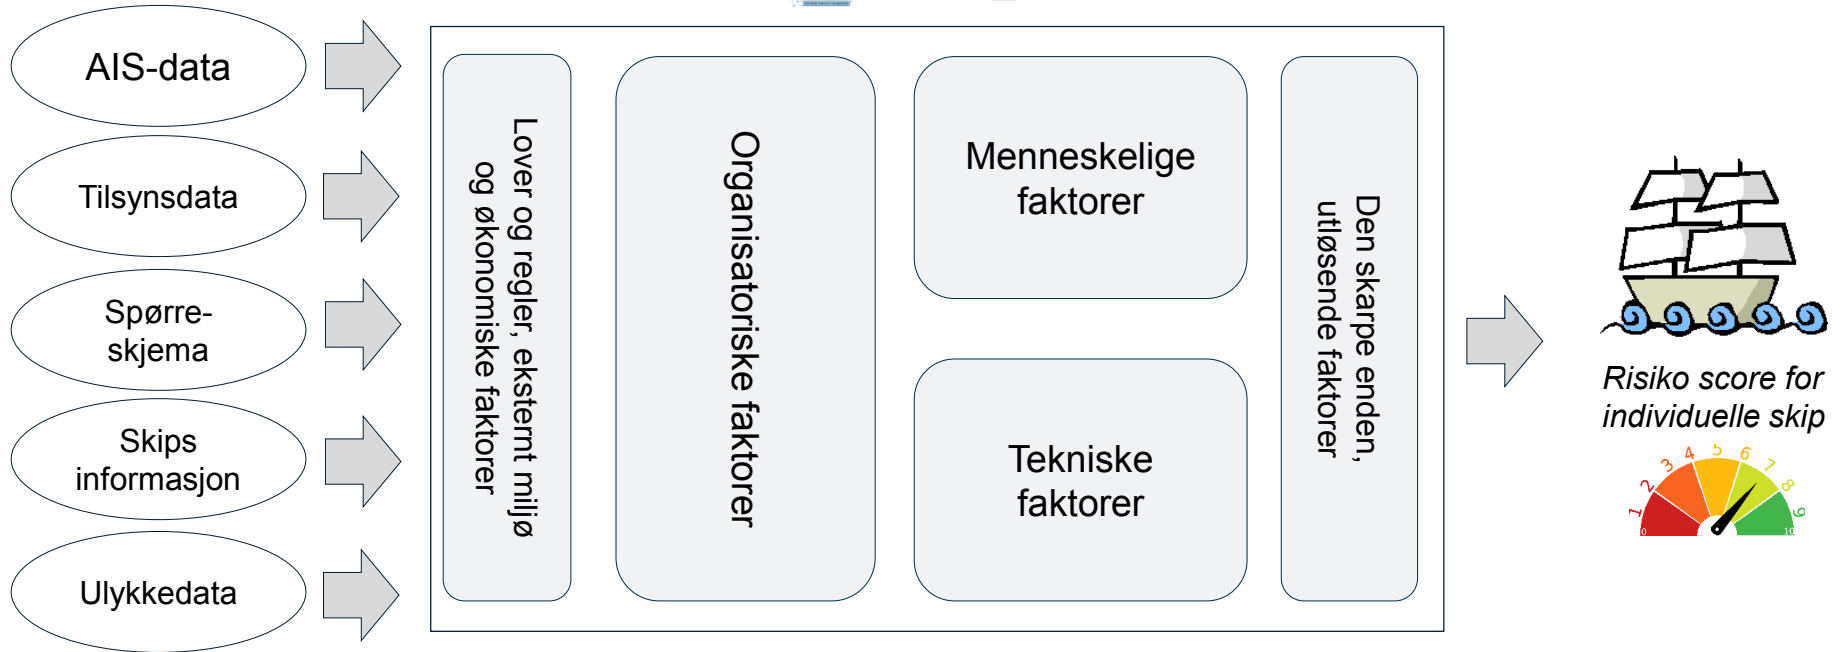 AIS-data
Tilsynsdata
Spørre-
skjema
Skips
informasjon
Ulykkedata
Lover og regler, eksternt miljø
og økonomiske faktorer
Organisatoriske faktorer
Menneskelige
faktorer
Tekniske
faktorer
Den skarpe enden,
utløsende faktorer
Risiko score for
individuelle skip
0 1 2 3 4 5 6 7 8 9 10